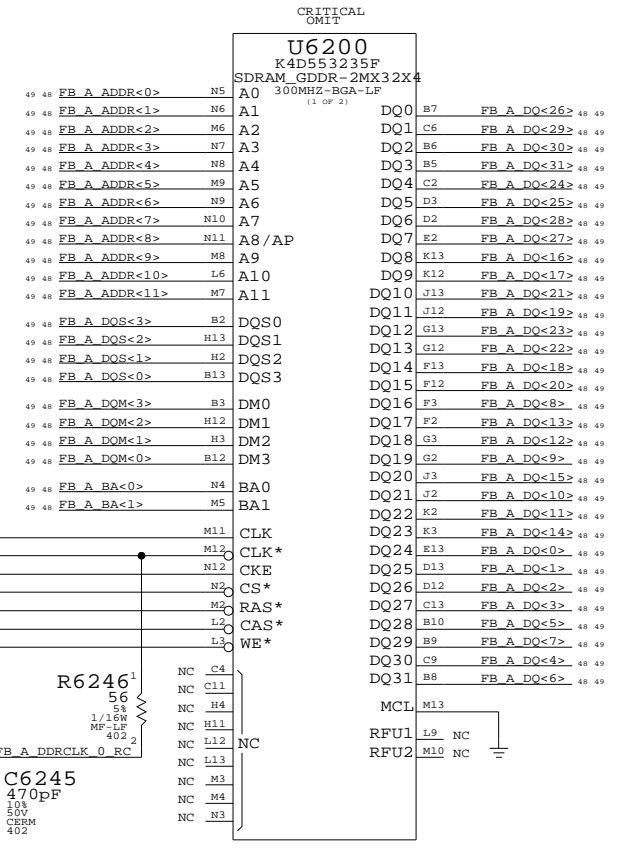 CRITICAL
OMIT
U6200
K4D553235F
SDRAM_GDDR-2MX32X4
300MHZ-BGA-LF
(1 OF 2)
49 48 FB_A_ADDR<0> N5 A0
49 48 FB_A_ADDR<1> N6 A1
49 48 FB_A_ADDR<2> M6 A2
49 48 FB_A_ADDR<3> N7 A3
49 48 FB_A_ADDR<4> N8 A4
49 48 FB_A_ADDR<5> M9 A5
49 48 FB_A_ADDR<6> N9 A6
49 48 FB_A_ADDR<7> N10 A7
49 48 FB_A_ADDR<8> N11 A8/AP
49 48 FB_A_ADDR<9> M8 A9
49 48 FB_A_ADDR<10> L6 A10
49 48 FB_A_ADDR<11> M7 A11
49 48 FB_A_DQS<3> B2 DQS0
49 48 FB_A_DQS<2> H13 DQS1
49 48 FB_A_DQS<1> H2 DQS2
49 48 FB_A_DQS<0> B13 DQS3
49 48 FB_A_DQM<3> B3 DM0
49 48 FB_A_DQM<2> H12 DM1
49 48 FB_A_DQM<1> H3 DM2
49 48 FB_A_DQM<0> B12 DM3
49 48 FB_A_BA<0> N4 BA0
49 48 FB_A_BA<1> M5 BA1
M11 CLK
M12 CLK*
N12 CKE
N2 CS*
M2 RAS*
L2 CAS*
L3 WE*
NC C4
NC C11
NC H4
NC H11
NC L12 NC
NC L13
NC M3
NC M4
NC N3
DQ0 B7 FB_A_DQ<26> 48 49
DQ1 C6 FB_A_DQ<29> 48 49
DQ2 B6 FB_A_DQ<30> 48 49
DQ3 B5 FB_A_DQ<31> 48 49
DQ4 C2 FB_A_DQ<24> 48 49
DQ5 D3 FB_A_DQ<25> 48 49
DQ6 D2 FB_A_DQ<28> 48 49
DQ7 E2 FB_A_DQ<27> 48 49
DQ8 K13 FB_A_DQ<16> 48 49
DQ9 K12 FB_A_DQ<17> 48 49
DQ10 J13 FB_A_DQ<21> 48 49
DQ11 J12 FB_A_DQ<19> 48 49
DQ12 G13 FB_A_DQ<23> 48 49
DQ13 G12 FB_A_DQ<22> 48 49
DQ14 F13 FB_A_DQ<18> 48 49
DQ15 F12 FB_A_DQ<20> 48 49
DQ16 F3 FB_A_DQ<8> 48 49
DQ17 F2 FB_A_DQ<13> 48 49
DQ18 G3 FB_A_DQ<12> 48 49
DQ19 G2 FB_A_DQ<9> 48 49
DQ20 J3 FB_A_DQ<15> 48 49
DQ21 J2 FB_A_DQ<10> 48 49
DQ22 K2 FB_A_DQ<11> 48 49
DQ23 K3 FB_A_DQ<14> 48 49
DQ24 E13 FB_A_DQ<0> 48 49
DQ25 D13 FB_A_DQ<1> 48 49
DQ26 D12 FB_A_DQ<2> 48 49
DQ27 C13 FB_A_DQ<3> 48 49
DQ28 B10 FB_A_DQ<5> 48 49
DQ29 B9 FB_A_DQ<7> 48 49
DQ30 C9 FB_A_DQ<4> 48 49
DQ31 B8 FB_A_DQ<6> 48 49
MCL M13
RFU1 L9 NC
RFU2 M10 NC
R6246 1
56
5%
1/16W
MF-LF
402 2
FB_A_DDRCLK_0_RC
C6245
470pF
10%
50V
CERM
402